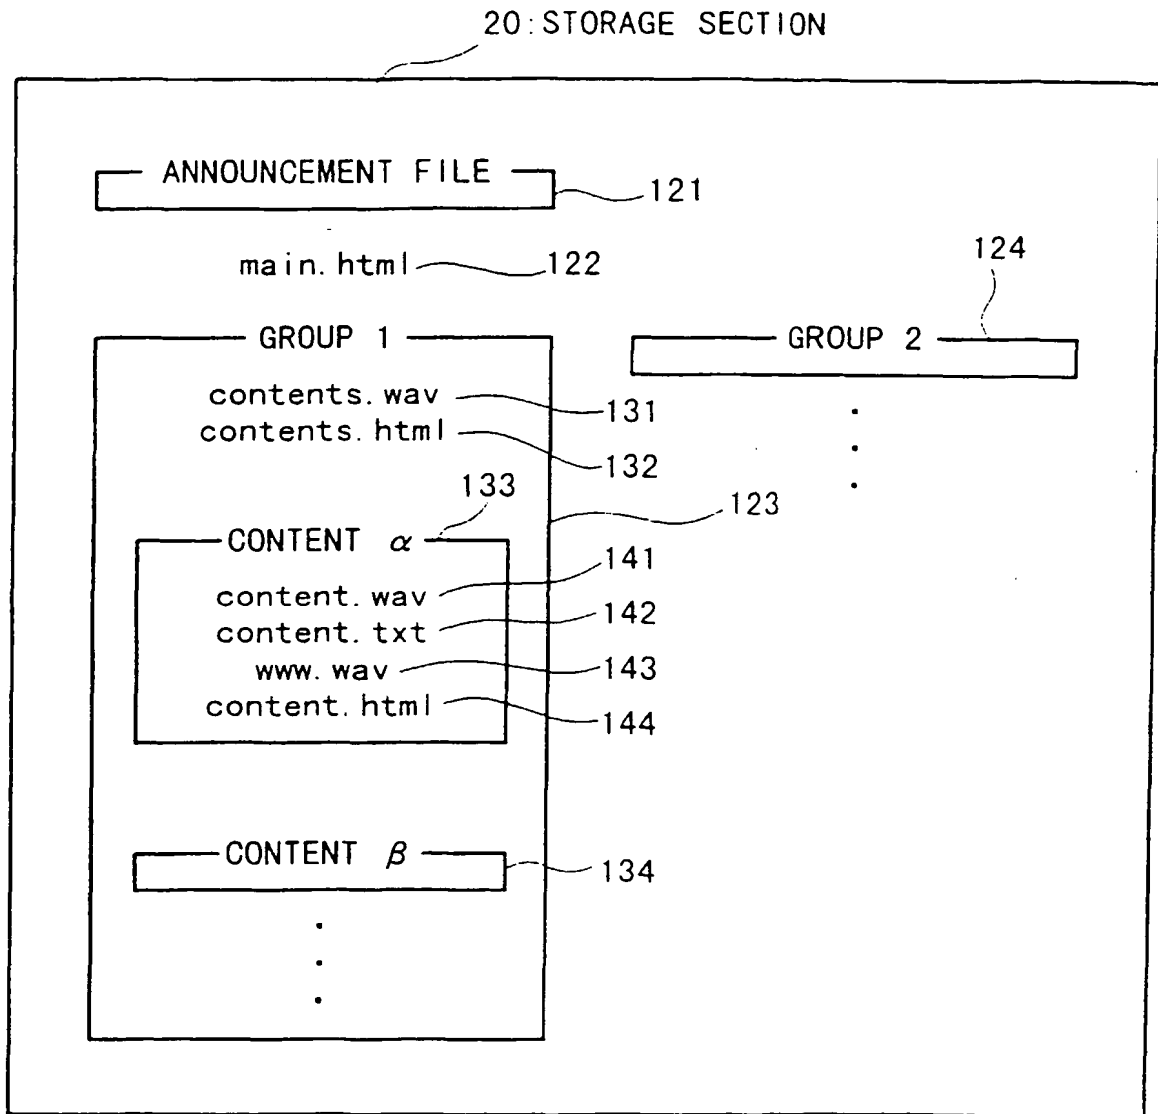 20:STORAGE SECTION
ANNOUNCEMENT FILE
121
main.html
122
124
GROUP 1
GROUP 2
contents.wav
131
contents.html
132
133
123
CONTENT α
141
content.wav
142
content.txt
www.wav
143
content.html
144
CONTENT β
134